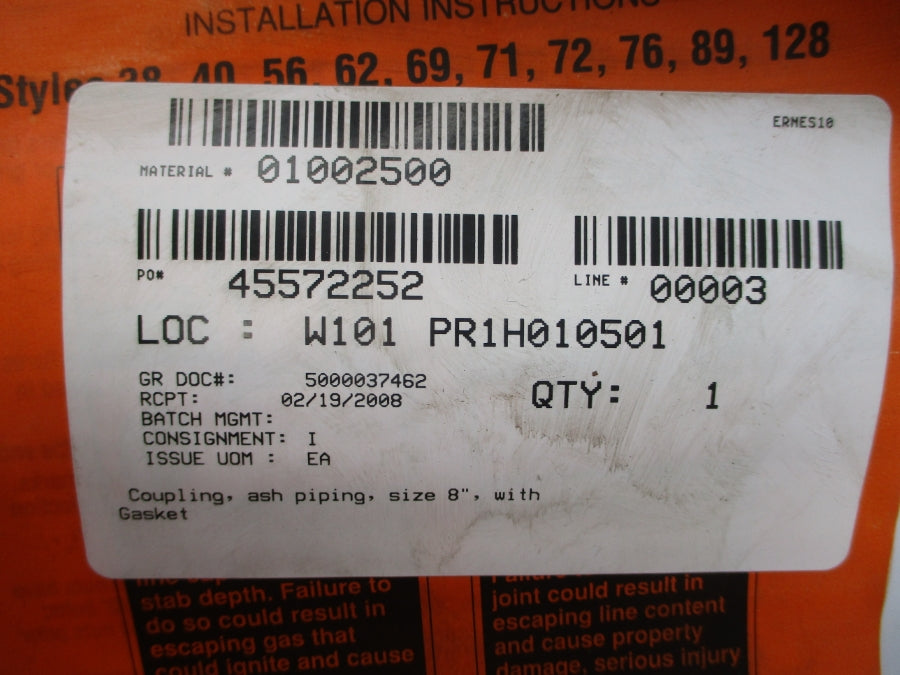 INSTALLATION INSTRUCTIONS
Styles 38, 40, 56, 62, 69, 71, 72, 76, 89, 128
ERMES10
MATERIAL # 01002500
PO# 45572252
LINE # 00003
LOC : W101 PR1H010501
GR DOC#: 5000037462
RCPT: 02/19/2008
QTY: 1
BATCH MGMT:
CONSIGNMENT: I
ISSUE UOM : EA
Coupling, ash piping, size 8", with
Gasket
stab depth. Failure to
do so could result in
escaping gas that
could ignite and cause
joint could result in
escaping line content
and cause property
damage, serious injury